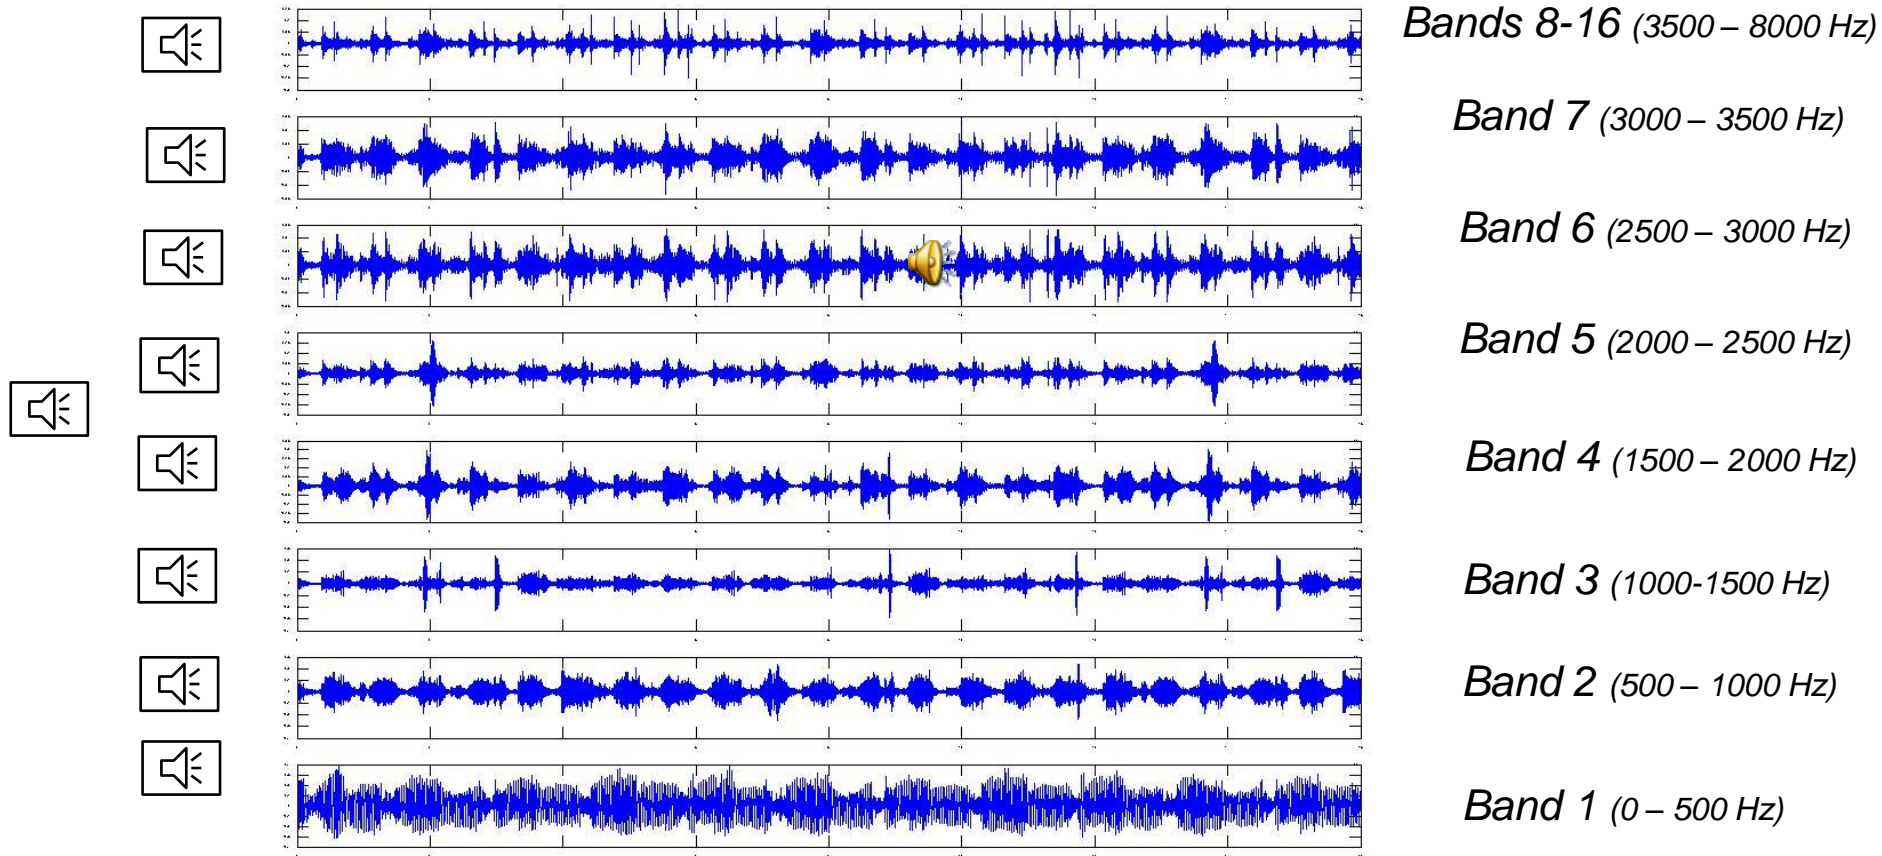 Bands 8-16 (3500 – 8000 Hz)
Band 7 (3000 – 3500 Hz)
Band 6 (2500 – 3000 Hz)
Band 5 (2000 – 2500 Hz)
Band 4 (1500 – 2000 Hz)
Band 3 (1000-1500 Hz)
Band 2 (500 – 1000 Hz)
Band 1 (0 – 500 Hz)